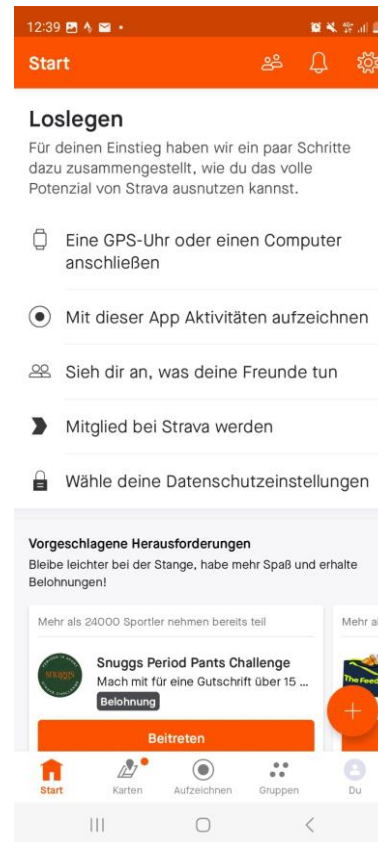 12:39
Start
Loslegen
Für deinen Einstieg haben wir ein paar Schritte
dazu zusammengestellt, wie du das volle
Potenzial von Strava ausnutzen kannst.
Eine GPS-Uhr oder einen Computer
anschließen
Mit dieser App Aktivitäten aufzeichnen
Sieh dir an, was deine Freunde tun
Mitglied bei Strava werden
Wähle deine Datenschutzeinstellungen
Vorgeschlagene Herausforderungen
Bleibe leichter bei der Stange, habe mehr Spaß und erhalte
Belohnungen!
Mehr als 24000 Sportler nehmen bereits teil
Mehr al
SNUGGS
Snuggs Period Pants Challenge
Mach mit für eine Gutschrift über 15 ...
Belohnung
The Feed
Beitreten
Start Karten Aufzeichnen Gruppen Du